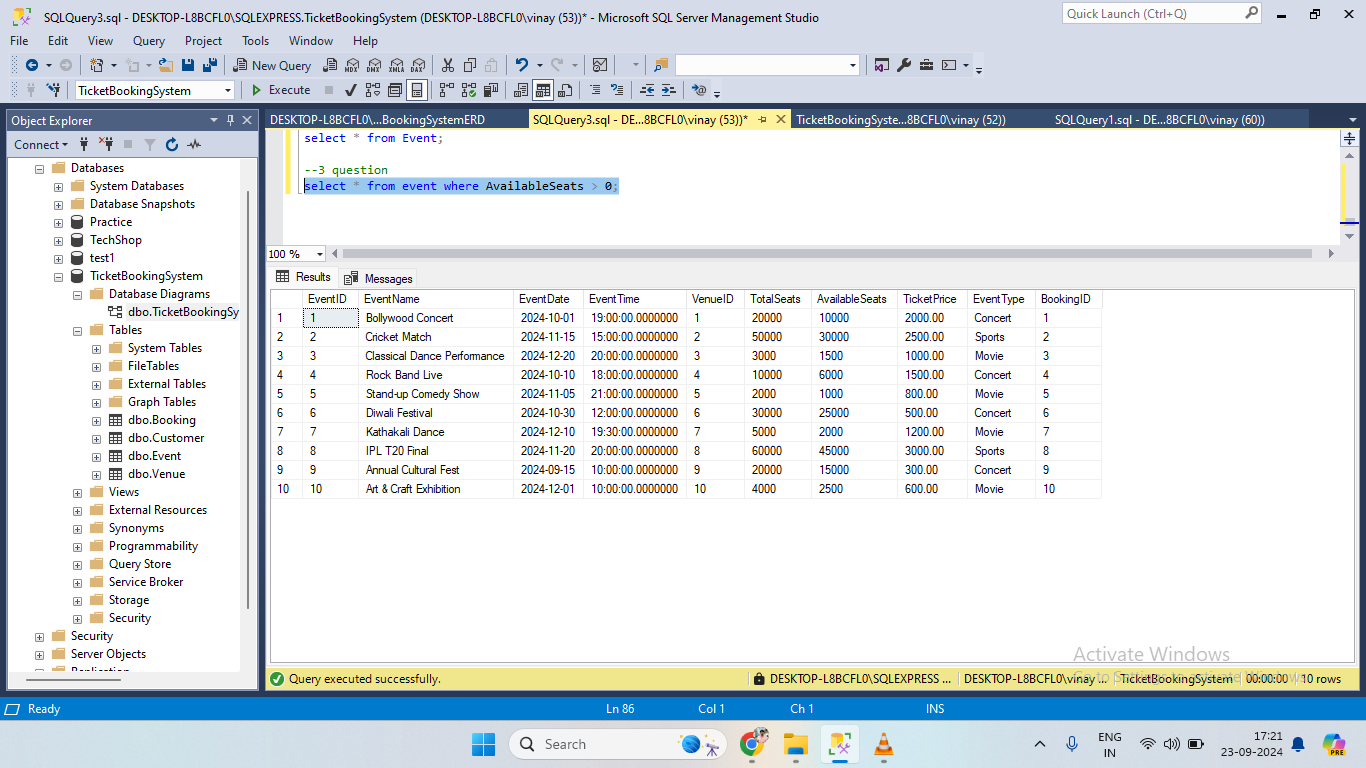 SQLQuery3.sql - DESKTOP-L8BCFL0\SQLEXPRESS.TicketBookingSystem (DESKTOP-L8BCFL0\vinay (53))* - Microsoft SQL Server Management Studio
Quick Launch (Ctrl+Q)
File Edit View Query Project Tools Window Help
New Query MDX DMX XMLA DAX
TicketBookingSystem Execute
Object Explorer
DESKTOP-L8BCFL0\...BookingSystemERD SQLQuery3.sql - DE...8BCFL0\vinay (53))* TicketBookingSyste...8BCFL0\vinay (52)) SQLQuery1.sql - DE...8BCFL0\vinay (60))
Connect
Databases
System Databases
Database Snapshots
Practice
TechShop
test1
TicketBookingSystem
Database Diagrams
dbo.TicketBookingSy
Tables
System Tables
FileTables
External Tables
Graph Tables
dbo.Booking
dbo.Customer
dbo.Event
dbo.Venue
Views
External Resources
Synonyms
Programmability
Query Store
Service Broker
Storage
Security
Security
Server Objects
Replication
select * from Event;
--3 question
select * from event where AvailableSeats > 0;
100 %
Results Messages
EventID EventName EventDate EventTime VenueID TotalSeats AvailableSeats TicketPrice EventType BookingID
1 1 Bollywood Concert 2024-10-01 19:00:00.0000000 1 20000 10000 2000.00 Concert 1
2 2 Cricket Match 2024-11-15 15:00:00.0000000 2 50000 30000 2500.00 Sports 2
3 3 Classical Dance Performance 2024-12-20 20:00:00.0000000 3 3000 1500 1000.00 Movie 3
4 4 Rock Band Live 2024-10-10 18:00:00.0000000 4 10000 6000 1500.00 Concert 4
5 5 Stand-up Comedy Show 2024-11-05 21:00:00.0000000 5 2000 1000 800.00 Movie 5
6 6 Diwali Festival 2024-10-30 12:00:00.0000000 6 30000 25000 500.00 Concert 6
7 7 Kathakali Dance 2024-12-10 19:30:00.0000000 7 5000 2000 1200.00 Movie 7
8 8 IPL T20 Final 2024-11-20 20:00:00.0000000 8 60000 45000 3000.00 Sports 8
9 9 Annual Cultural Fest 2024-09-15 10:00:00.0000000 9 20000 15000 300.00 Concert 9
10 10 Art & Craft Exhibition 2024-12-01 10:00:00.0000000 10 4000 2500 600.00 Movie 10
Activate Windows
Go to Settings to activate Windows.
Query executed successfully. DESKTOP-L8BCFL0\SQLEXPRESS ... DESKTOP-L8BCFL0\vinay ... TicketBookingSystem 00:00:00 10 rows
Ready Ln 86 Col 1 Ch 1 INS
Search
ENG
IN
17:21
23-09-2024
PRE